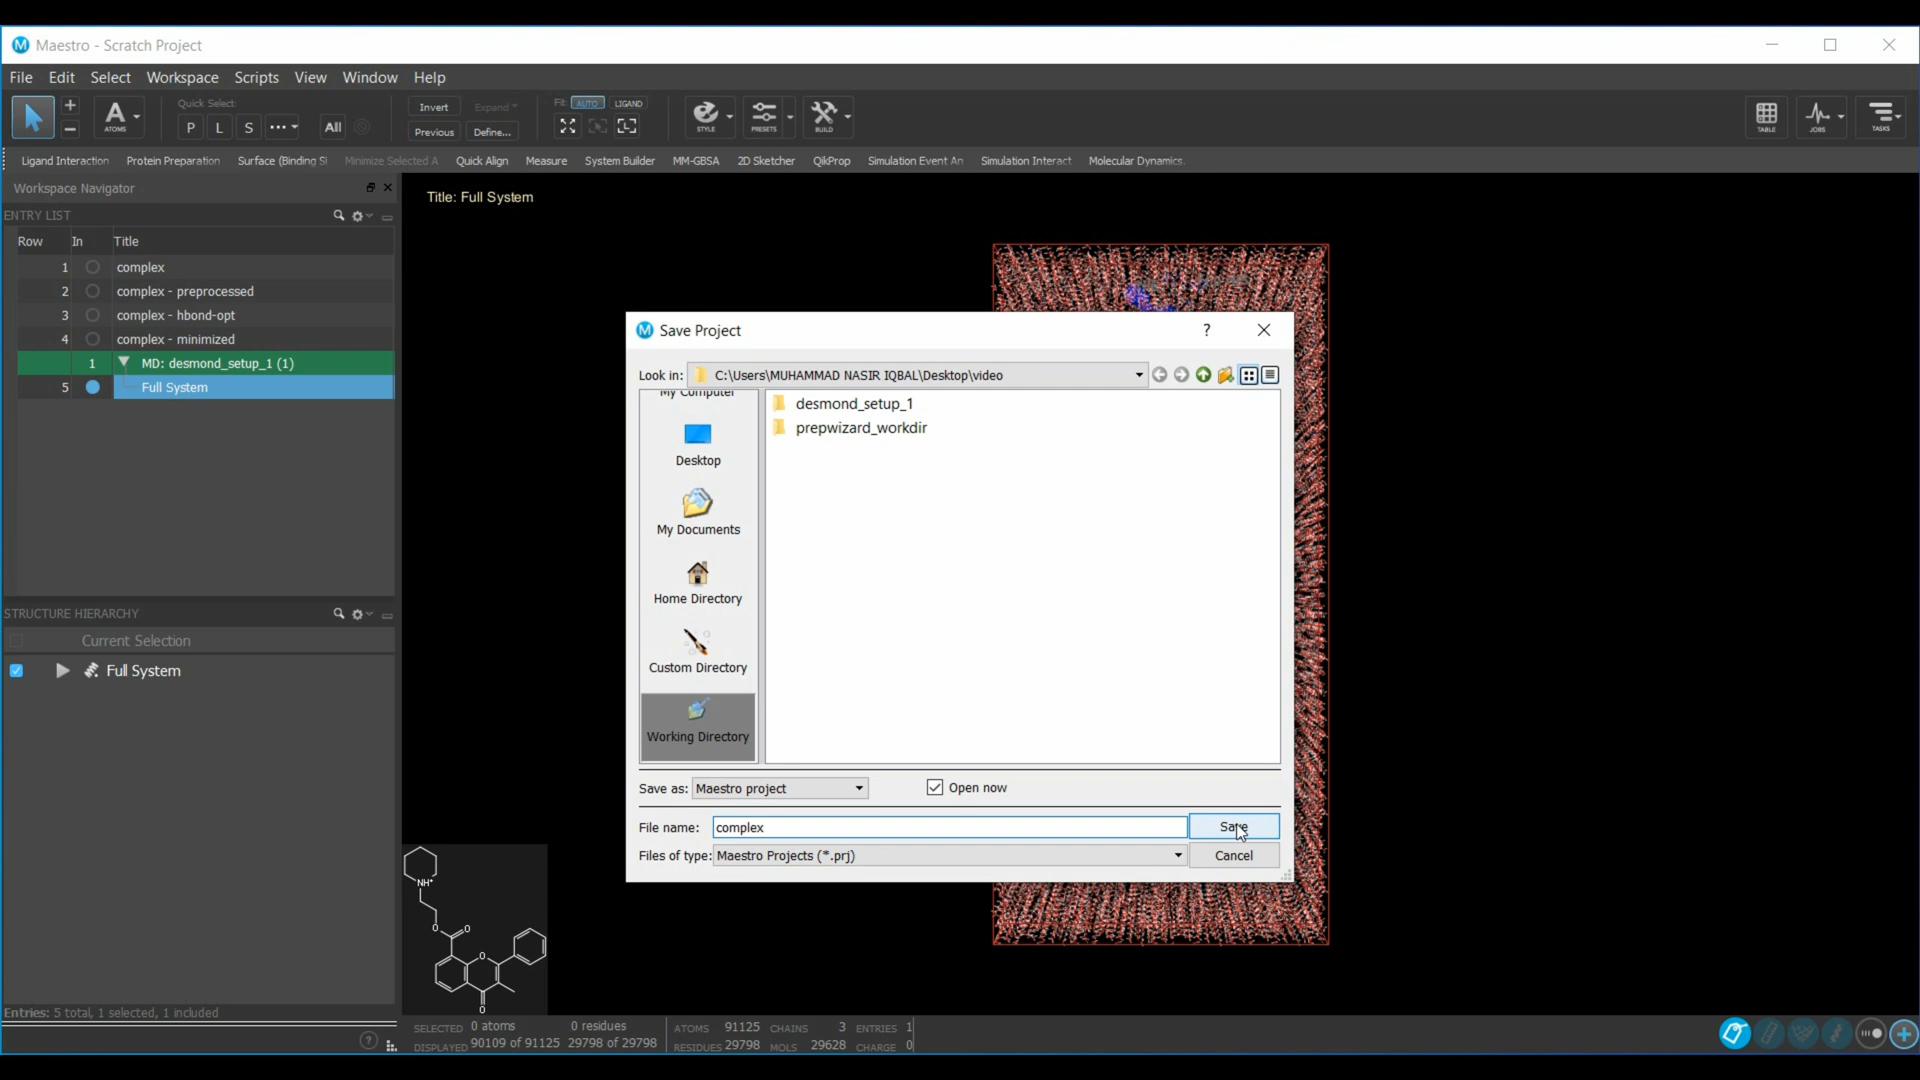 Maestro - Scratch Project
File Edit Select Workspace Scripts View Window Help
Quick Select:
ATOMS
P L S All
Invert Expand
Previous Define...
Fit: AUTO LIGAND
STYLE PRESETS BUILD
TABLE JOBS TASKS
Ligand Interaction Protein Preparation Surface (Binding Si Minimize Selected A Quick Align Measure System Builder MM-GBSA 2D Sketcher QikProp Simulation Event An Simulation Interact Molecular Dynamics.
Workspace Navigator
ENTRY LIST
Row In Title
1 complex
2 complex - preprocessed
3 complex - hbond-opt
4 complex - minimized
1 MD: desmond_setup_1 (1)
5 Full System
STRUCTURE HIERARCHY
Current Selection
Full System
Entries: 5 total, 1 selected, 1 included
Title: Full System
Save Project
Look in: C:\Users\MUHAMMAD NASIR IQBAL\Desktop\video
My Computer
Desktop
My Documents
Home Directory
Custom Directory
Working Directory
desmond_setup_1
prepwizard_workdir
Save as: Maestro project Open now
File name: complex Save
Files of type: Maestro Projects (*.prj) Cancel
NH+
O
O
O
O
SELECTED 0 atoms 0 residues
DISPLAYED 90109 of 91125 29798 of 29798
ATOMS 91125 CHAINS 3 ENTRIES 1
RESIDUES 29798 MOLS 29628 CHARGE 0